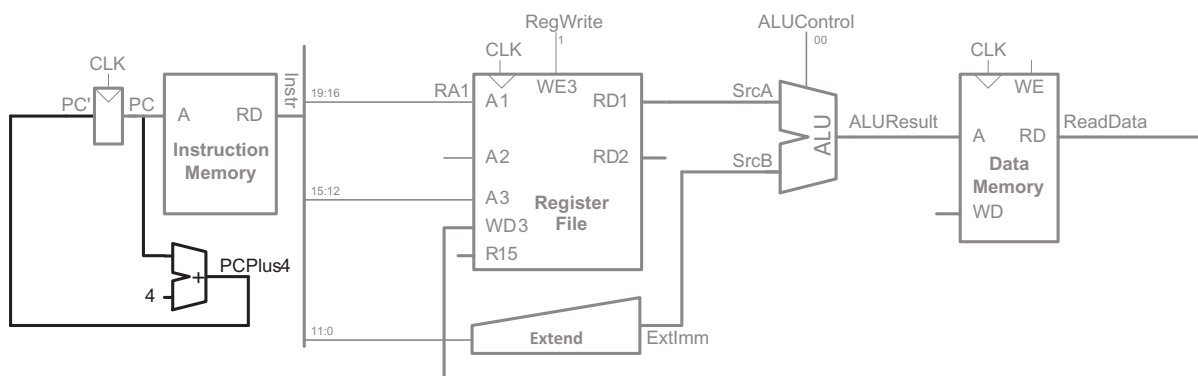 RegWrite
1
ALUControl
00
CLK
PC'
PC
A
RD
Instruction
Memory
Instr
19:16
RA1
15:12
11:0
CLK
WE3
A1
RD1
A2
RD2
A3
WD3
R15
Register
File
SrcA
SrcB
ALU
ALUResult
CLK
WE
A
RD
Data
Memory
WD
ReadData
4
+
PCPlus4
Extend
ExtImm